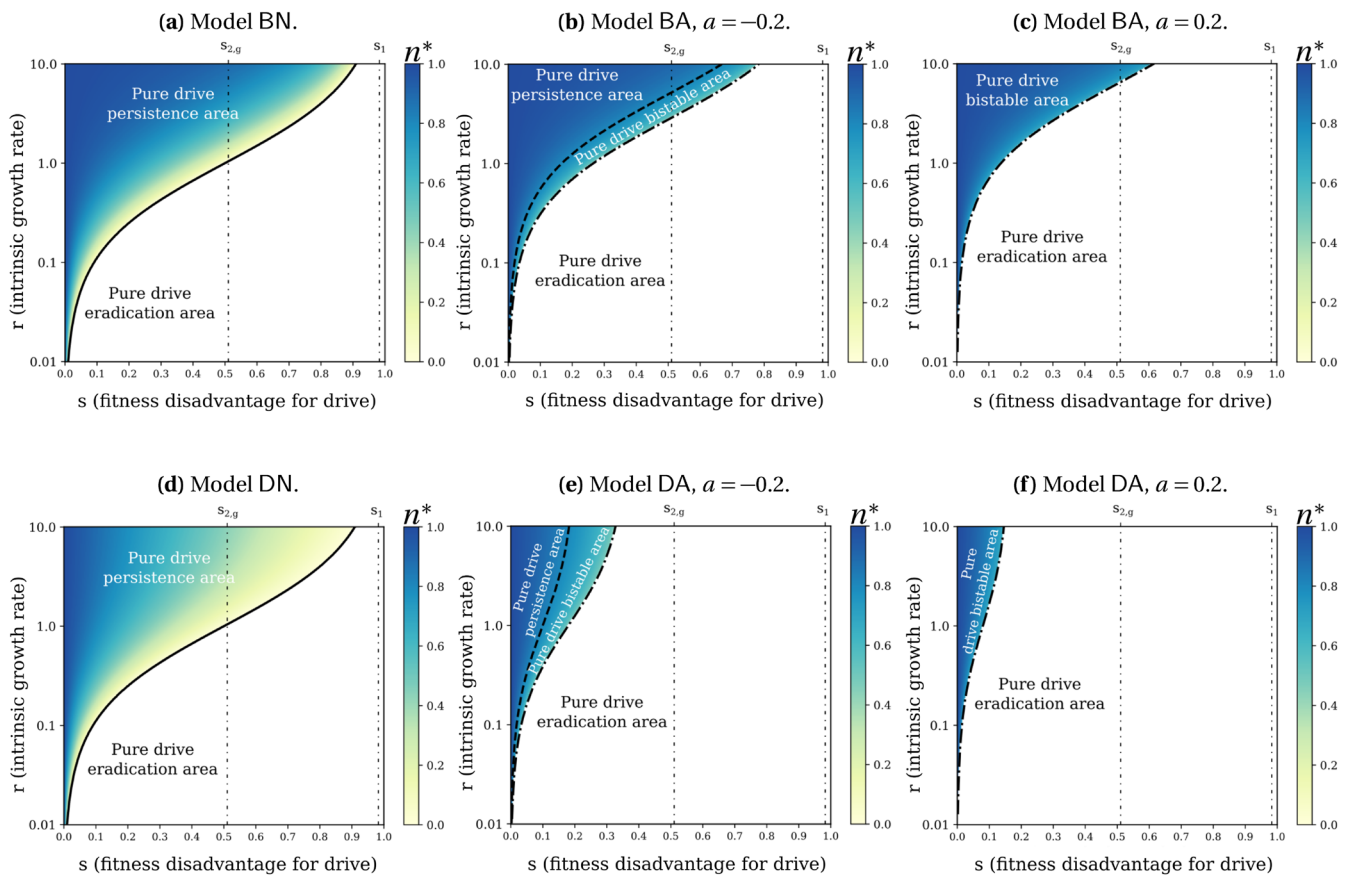 (a) Model BN.
s2,g
s1
n*
10.0
1.0
0.1
0.01
r (intrinsic growth rate)
Pure drive
persistence area
Pure drive
eradication area
0.0 0.1 0.2 0.3 0.4 0.5 0.6 0.7 0.8 0.9 1.0
s (fitness disadvantage for drive)
1.0
0.8
0.6
0.4
0.2
0.0
(b) Model BA, a = −0.2.
s2,g
s1
n*
10.0
1.0
0.1
0.01
r (intrinsic growth rate)
Pure drive
persistence area
Pure drive bistable area
Pure drive
eradication area
0.0 0.1 0.2 0.3 0.4 0.5 0.6 0.7 0.8 0.9 1.0
s (fitness disadvantage for drive)
1.0
0.8
0.6
0.4
0.2
0.0
(c) Model BA, a = 0.2.
s2,g
s1
n*
10.0
1.0
0.1
0.01
r (intrinsic growth rate)
Pure drive
bistable area
Pure drive
eradication area
0.0 0.1 0.2 0.3 0.4 0.5 0.6 0.7 0.8 0.9 1.0
s (fitness disadvantage for drive)
1.0
0.8
0.6
0.4
0.2
0.0
(d) Model DN.
s2,g
s1
n*
10.0
1.0
0.1
0.01
r (intrinsic growth rate)
Pure drive
persistence area
Pure drive
eradication area
0.0 0.1 0.2 0.3 0.4 0.5 0.6 0.7 0.8 0.9 1.0
s (fitness disadvantage for drive)
1.0
0.8
0.6
0.4
0.2
0.0
(e) Model DA, a = −0.2.
s2,g
s1
n*
10.0
1.0
0.1
0.01
r (intrinsic growth rate)
Pure drive
persistence area
Pure drive bistable area
Pure drive
eradication area
0.0 0.1 0.2 0.3 0.4 0.5 0.6 0.7 0.8 0.9 1.0
s (fitness disadvantage for drive)
1.0
0.8
0.6
0.4
0.2
0.0
(f) Model DA, a = 0.2.
s2,g
s1
n*
10.0
1.0
0.1
0.01
r (intrinsic growth rate)
Pure
drive bistable area
Pure drive
eradication area
0.0 0.1 0.2 0.3 0.4 0.5 0.6 0.7 0.8 0.9 1.0
s (fitness disadvantage for drive)
1.0
0.8
0.6
0.4
0.2
0.0